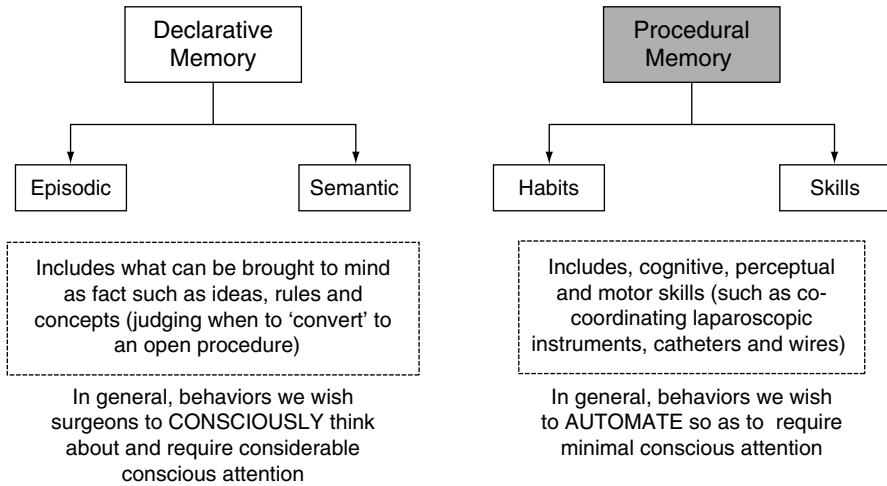 Declarative
Memory
Procedural
Memory
Episodic
Semantic
Habits
Skills
Includes what can be brought to mind
as fact such as ideas, rules and
concepts (judging when to ‘convert’ to
an open procedure)
Includes, cognitive, perceptual
and motor skills (such as co-
coordinating laparoscopic
instruments, catheters and wires)
In general, behaviors we wish
surgeons to CONSCIOUSLY think
about and require considerable
conscious attention
In general, behaviors we wish
to AUTOMATE so as to require
minimal conscious attention